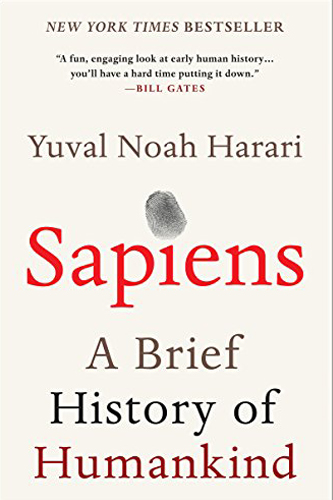 NEW YORK TIMES BESTSELLER
“A fun, engaging look at early human history...
you’ll have a hard time putting it down.”
—BILL GATES
Yuval Noah Harari
Sapiens
A Brief
History of
Humankind